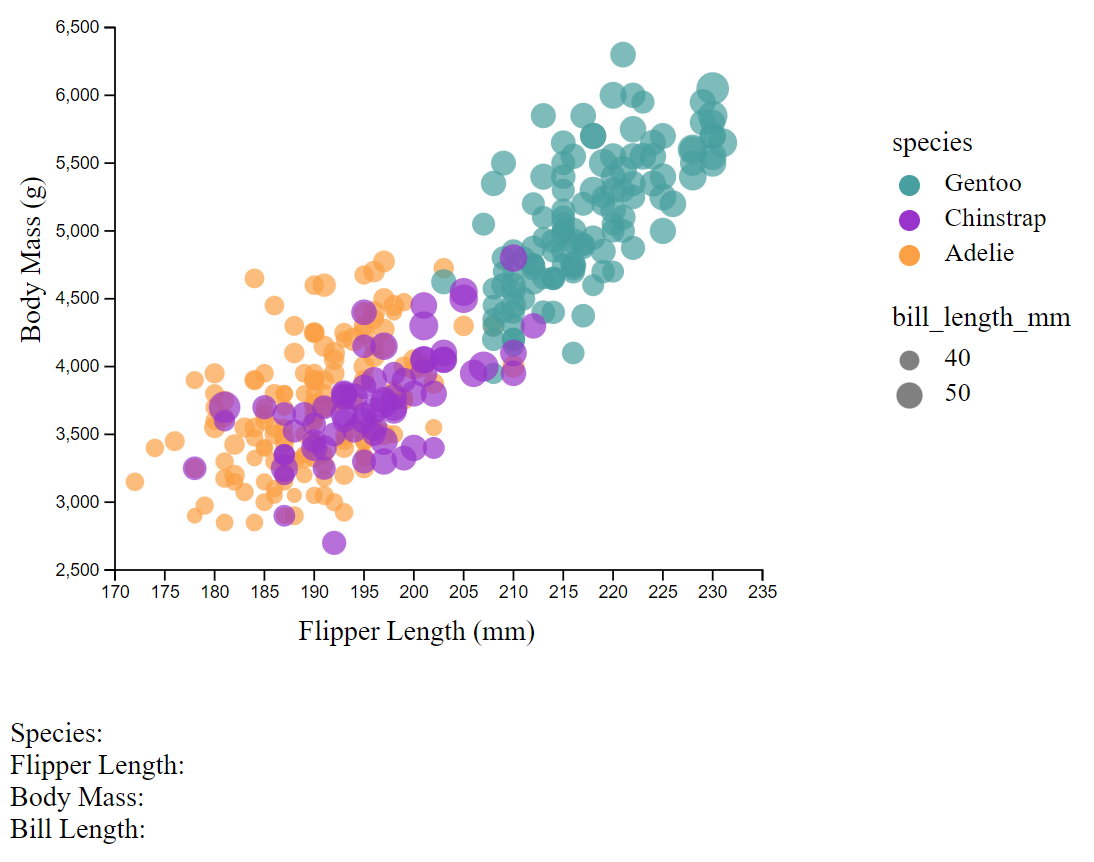 6,500
6,000
5,500
5,000
4,500
4,000
3,500
3,000
2,500
Body Mass (g)
170 175 180 185 190 195 200 205 210 215 220 225 230 235
Flipper Length (mm)
species
Gentoo
Chinstrap
Adelie
bill_length_mm
40
50
Species:
Flipper Length:
Body Mass:
Bill Length: